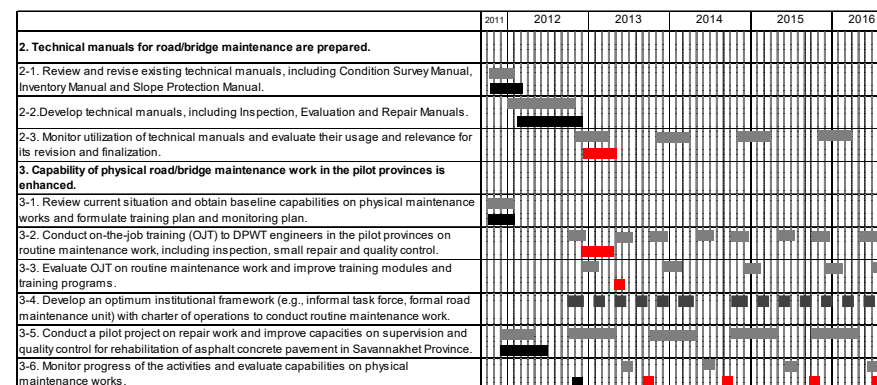 2011 2012 2013 2014 2015 2016
2. Technical manuals for road/bridge maintenance are prepared.
2-1. Review and revise existing technical manuals, including Condition Survey Manual,
Inventory Manual and Slope Protection Manual.
2-2.Develop technical manuals, including Inspection, Evaluation and Repair Manuals.
2-3. Monitor utilization of technical manuals and evaluate their usage and relevance for
its revision and finalization.
3. Capability of physical road/bridge maintenance work in the pilot provinces is
enhanced.
3-1. Review current situation and obtain baseline capabilities on physical maintenance
works and formulate training plan and monitoring plan.
3-2. Conduct on-the-job training (OJT) to DPWT engineers in the pilot provinces on
routine maintenance work, including inspection, small repair and quality control.
3-3. Evaluate OJT on routine maintenance work and improve training modules and
training programs.
3-4. Develop an optimum institutional framework (e.g., informal task force, formal road
maintenance unit) with charter of operations to conduct routine maintenance work.
3-5. Conduct a pilot project on repair work and improve capacities on supervision and
quality control for rehabilitation of asphalt concrete pavement in Savannakhet Province.
3-6. Monitor progress of the activities and evaluate capabilities on physical
maintenance works.